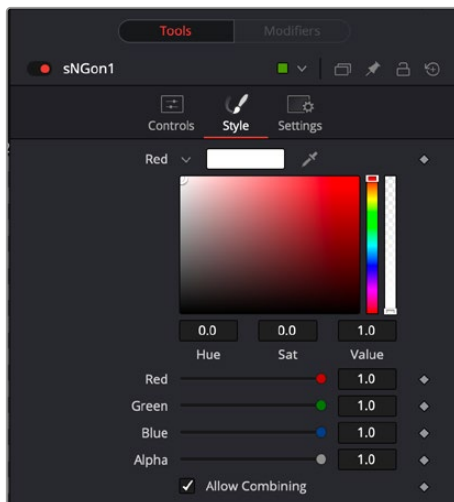 Tools Modifiers
sNGon1
Controls Style Settings
Red
0.0 0.0 1.0
Hue Sat Value
Red 1.0
Green 1.0
Blue 1.0
Alpha 1.0
Allow Combining